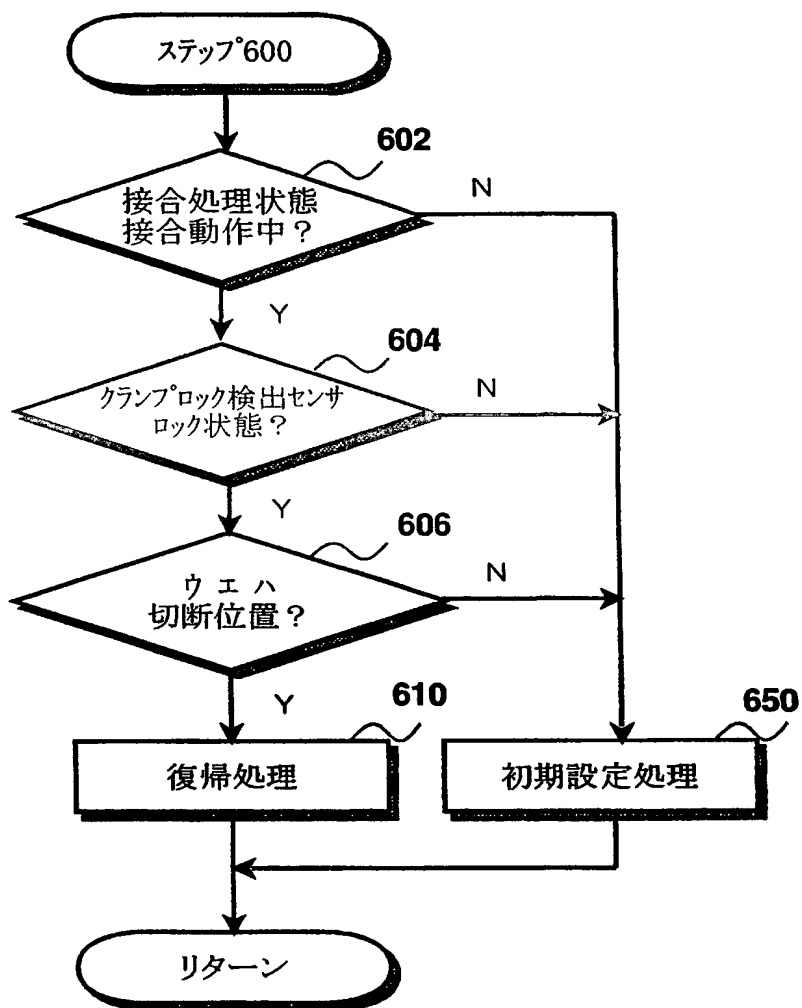 ステップ600
602
接合処理状態
接合動作中？
N
Y
604
クランプロック検出センサ
ロック状態？
N
Y
606
ウエハ
切断位置？
N
Y
610
復帰処理
650
初期設定処理
リターン